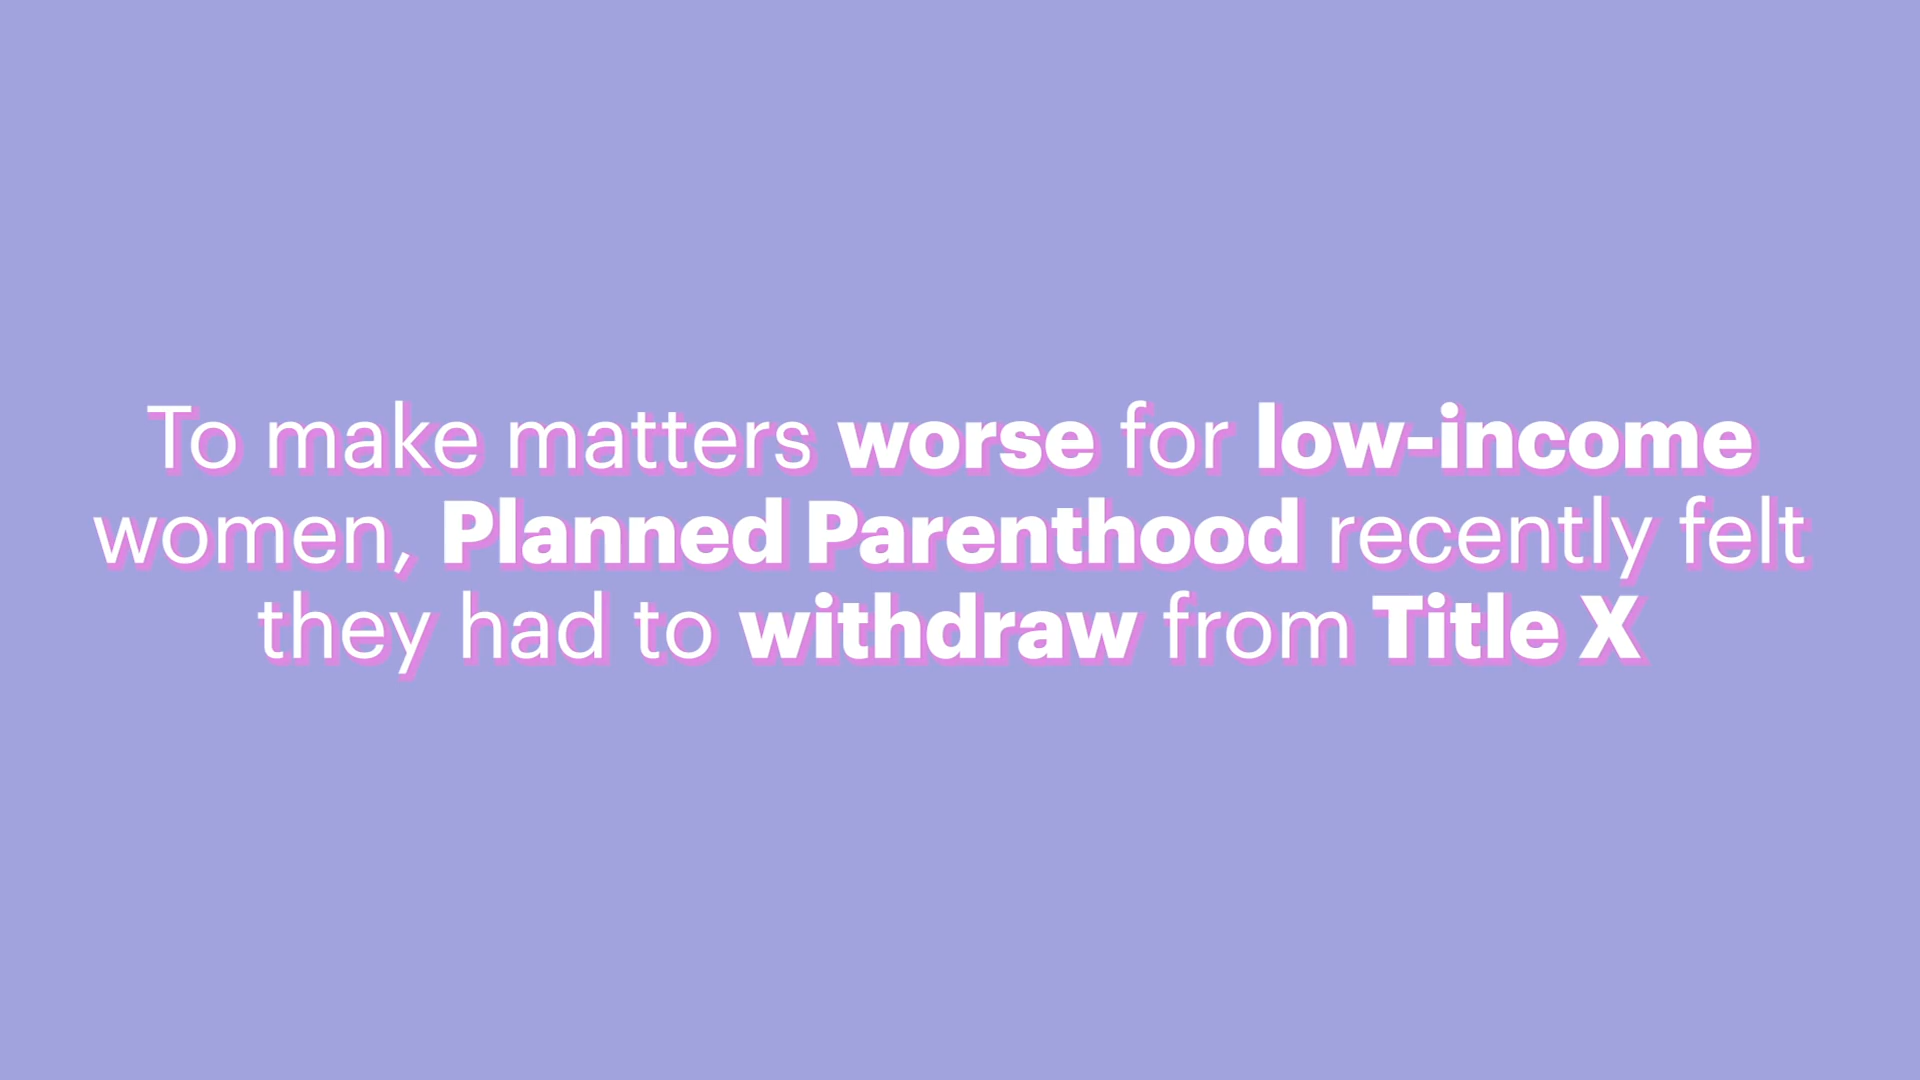 To make matters worse for low-income
women, Planned Parenthood recently felt
they had to withdraw from Title X